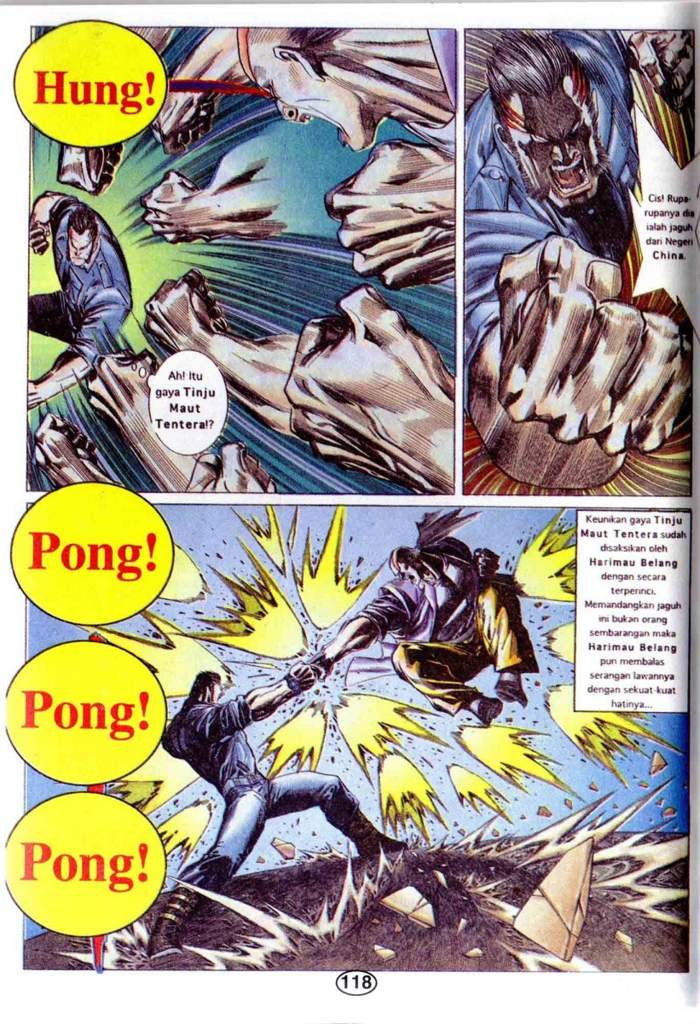 Hung!
Ah! Itu
gaya Tinju
Maut
Tentera!?
Cis! Rupa-
rupanya dia
ialah jaguh
dari Negeri
China.
Pong!
Pong!
Pong!
Keunikan gaya Tinju
Maut Tentera sudah
disaksikan oleh
Harimau Belang
dengan secara
terperinci.
Memandangkan jaguh
ini bukan orang
sembarangan maka
Harimau Belang
pun membalas
serangan lawannya
dengan sekuat-kuat
hatinya...
118